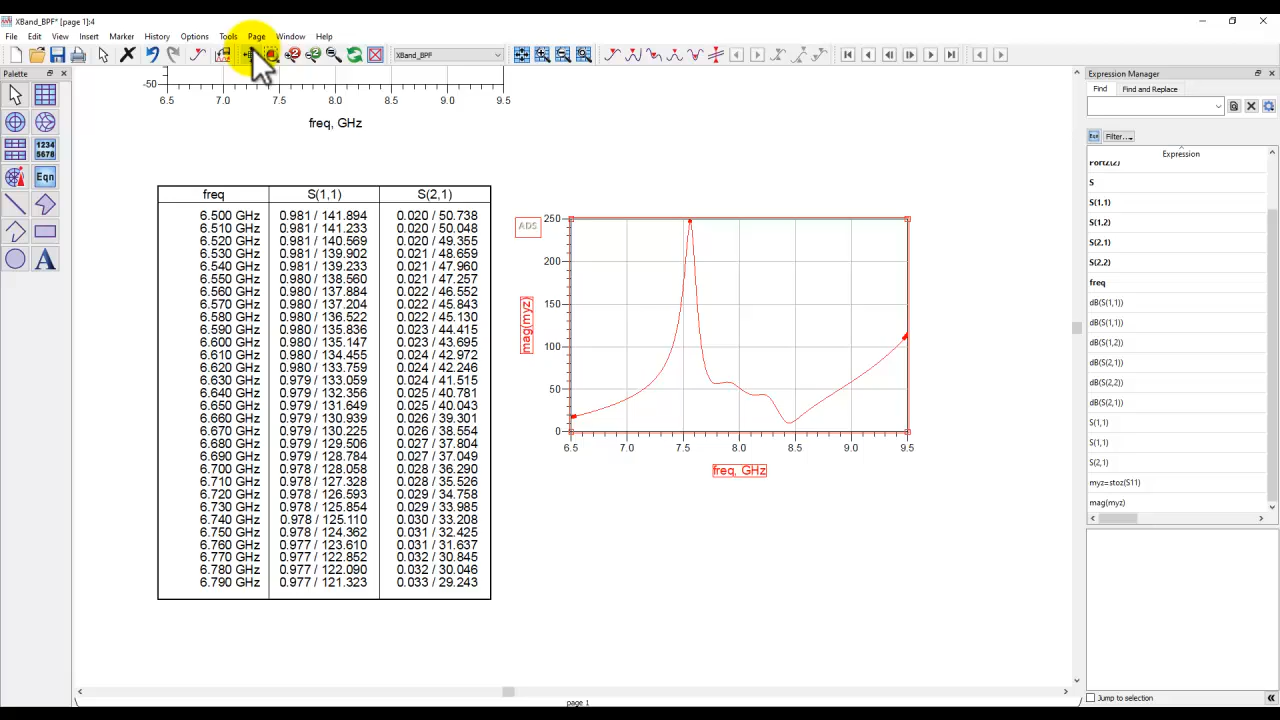 XBand_BPF* [page 1]:4
File Edit View Insert Marker History Options Tools Page Window Help
XBand_BPF
Palette
1234
5678
Eqn
-50
6.5 7.0 7.5 8.0 8.5 9.0 9.5
freq, GHz
freq S(1,1) S(2,1)
6.500 GHz 0.981 / 141.894 0.020 / 50.738
6.510 GHz 0.981 / 141.233 0.020 / 50.048
6.520 GHz 0.981 / 140.569 0.020 / 49.355
6.530 GHz 0.981 / 139.902 0.021 / 48.659
6.540 GHz 0.981 / 139.233 0.021 / 47.960
6.550 GHz 0.980 / 138.560 0.021 / 47.257
6.560 GHz 0.980 / 137.884 0.022 / 46.552
6.570 GHz 0.980 / 137.204 0.022 / 45.843
6.580 GHz 0.980 / 136.522 0.022 / 45.130
6.590 GHz 0.980 / 135.836 0.023 / 44.415
6.600 GHz 0.980 / 135.147 0.023 / 43.695
6.610 GHz 0.980 / 134.455 0.024 / 42.972
6.620 GHz 0.980 / 133.759 0.024 / 42.246
6.630 GHz 0.979 / 133.059 0.024 / 41.515
6.640 GHz 0.979 / 132.356 0.025 / 40.781
6.650 GHz 0.979 / 131.649 0.025 / 40.043
6.660 GHz 0.979 / 130.939 0.026 / 39.301
6.670 GHz 0.979 / 130.225 0.026 / 38.554
6.680 GHz 0.979 / 129.506 0.027 / 37.804
6.690 GHz 0.979 / 128.784 0.027 / 37.049
6.700 GHz 0.978 / 128.058 0.028 / 36.290
6.710 GHz 0.978 / 127.328 0.028 / 35.526
6.720 GHz 0.978 / 126.593 0.029 / 34.758
6.730 GHz 0.978 / 125.854 0.029 / 33.985
6.740 GHz 0.978 / 125.110 0.030 / 33.208
6.750 GHz 0.978 / 124.362 0.031 / 32.425
6.760 GHz 0.977 / 123.610 0.031 / 31.637
6.770 GHz 0.977 / 122.852 0.032 / 30.845
6.780 GHz 0.977 / 122.090 0.032 / 30.046
6.790 GHz 0.977 / 121.323 0.033 / 29.243
ADS
mag(myz)
250
200
150
100
50
0
6.5 7.0 7.5 8.0 8.5 9.0 9.5
freq, GHz
page 1
Expression Manager
Find Find and Replace
Eqn Filter...
Expression
PortZ(2)
S
S(1,1)
S(1,2)
S(2,1)
S(2,2)
freq
dB(S(1,1))
dB(S(1,1))
dB(S(1,2))
dB(S(2,1))
dB(S(2,2))
dB(S(2,1))
S(1,1)
S(1,1)
S(2,1)
myz=stoz(S11)
mag(myz)
Jump to selection